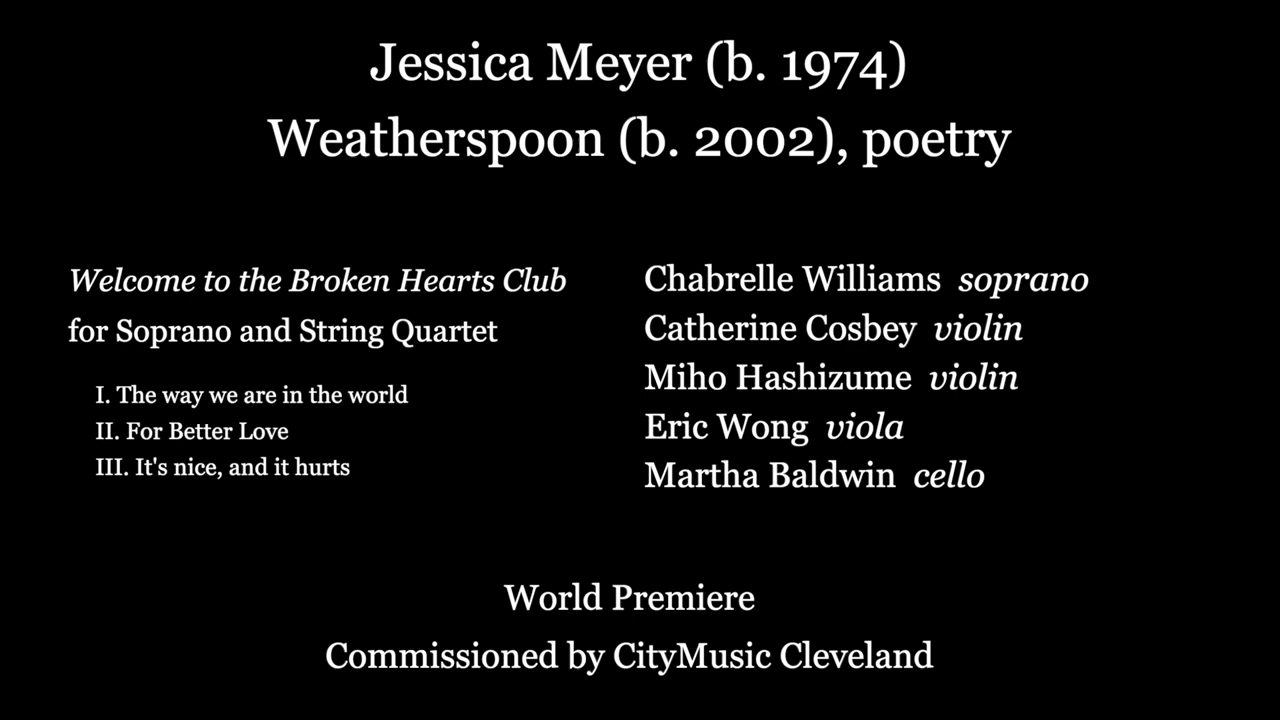 Jessica Meyer (b. 1974)
Weatherspoon (b. 2002), poetry
Welcome to the Broken Hearts Club
for Soprano and String Quartet
I. The way we are in the world
II. For Better Love
III. It's nice, and it hurts
Chabrelle Williams soprano
Catherine Cosbey violin
Miho Hashizume violin
Eric Wong viola
Martha Baldwin cello
World Premiere
Commissioned by CityMusic Cleveland